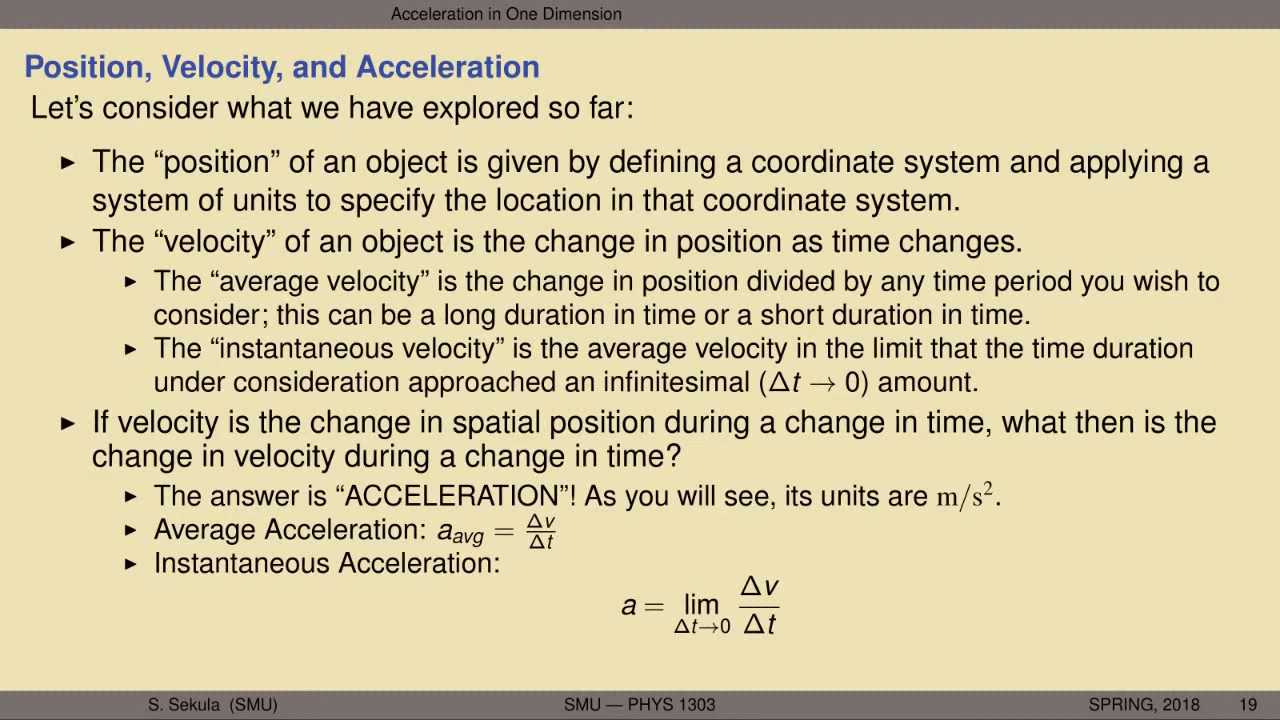 Acceleration in One Dimension
Position, Velocity, and Acceleration
Let's consider what we have explored so far:
▶ The “position” of an object is given by defining a coordinate system and applying a
system of units to specify the location in that coordinate system.
▶ The “velocity” of an object is the change in position as time changes.
▶ The “average velocity” is the change in position divided by any time period you wish to
consider; this can be a long duration in time or a short duration in time.
▶ The “instantaneous velocity” is the average velocity in the limit that the time duration
under consideration approached an infinitesimal (Δt → 0) amount.
▶ If velocity is the change in spatial position during a change in time, what then is the
change in velocity during a change in time?
▶ The answer is “ACCELERATION”! As you will see, its units are m/s².
▶ Average Acceleration: a_avg = Δv/Δt
▶ Instantaneous Acceleration:
a = lim_{Δt→0} Δv/Δt
S. Sekula (SMU) SMU — PHYS 1303 SPRING, 2018 19